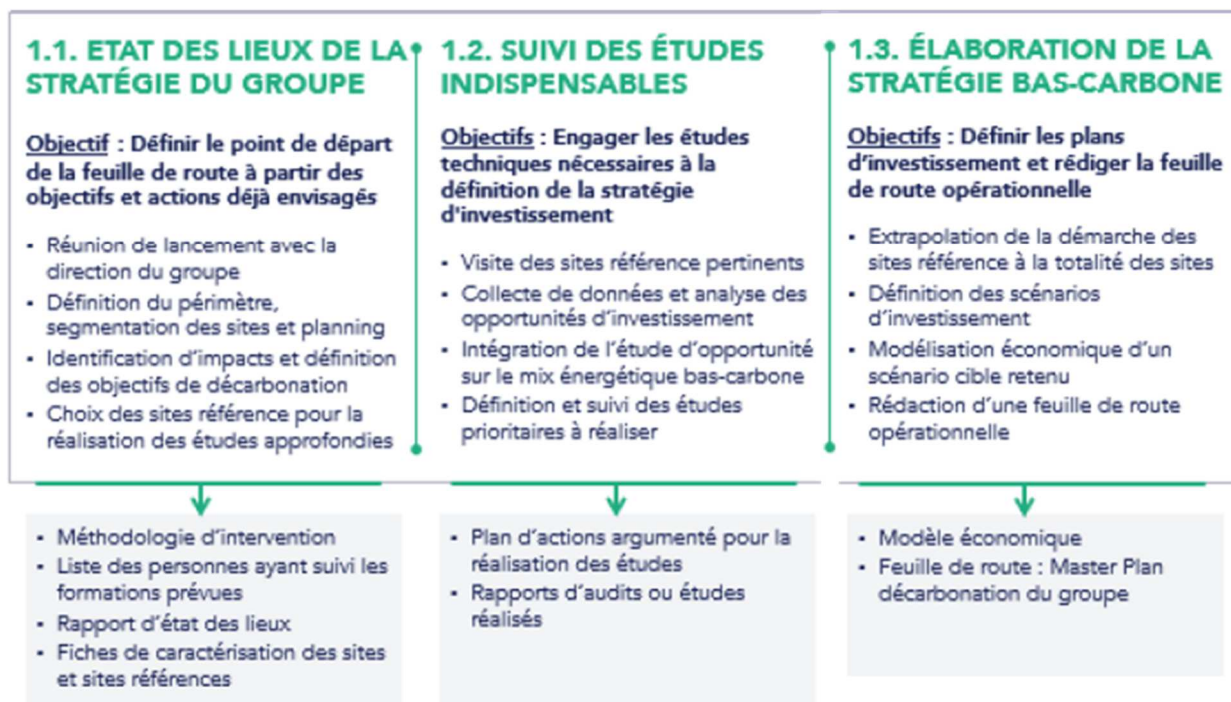 1.1. ETAT DES LIEUX DE LA
STRATÉGIE DU GROUPE
Objectif : Définir le point de départ
de la feuille de route à partir des
objectifs et actions déjà envisagés
▪ Réunion de lancement avec la
direction du groupe
▪ Définition du périmètre,
segmentation des sites et planning
▪ Identification d'impacts et définition
des objectifs de décarbonation
▪ Choix des sites référence pour la
réalisation des études approfondies
▪ Méthodologie d'intervention
▪ Liste des personnes ayant suivi les
formations prévues
▪ Rapport d'état des lieux
▪ Fiches de caractérisation des sites
et sites références
1.2. SUIVI DES ÉTUDES
INDISPENSABLES
Objectifs : Engager les études
techniques nécessaires à la
définition de la stratégie
d'investissement
▪ Visite des sites référence pertinents
▪ Collecte de données et analyse des
opportunités d'investissement
▪ Intégration de l'étude d'opportunité
sur le mix énergétique bas-carbone
▪ Définition et suivi des études
prioritaires à réaliser
▪ Plan d'actions argumenté pour la
réalisation des études
▪ Rapports d'audits ou études
réalisés
1.3. ÉLABORATION DE LA
STRATÉGIE BAS-CARBONE
Objectifs : Définir les plans
d'investissement et rédiger la feuille
de route opérationnelle
▪ Extrapolation de la démarche des
sites référence à la totalité des sites
▪ Définition des scénarios
d'investissement
▪ Modélisation économique d'un
scénario cible retenu
▪ Rédaction d'une feuille de route
opérationnelle
▪ Modèle économique
▪ Feuille de route : Master Plan
décarbonation du groupe